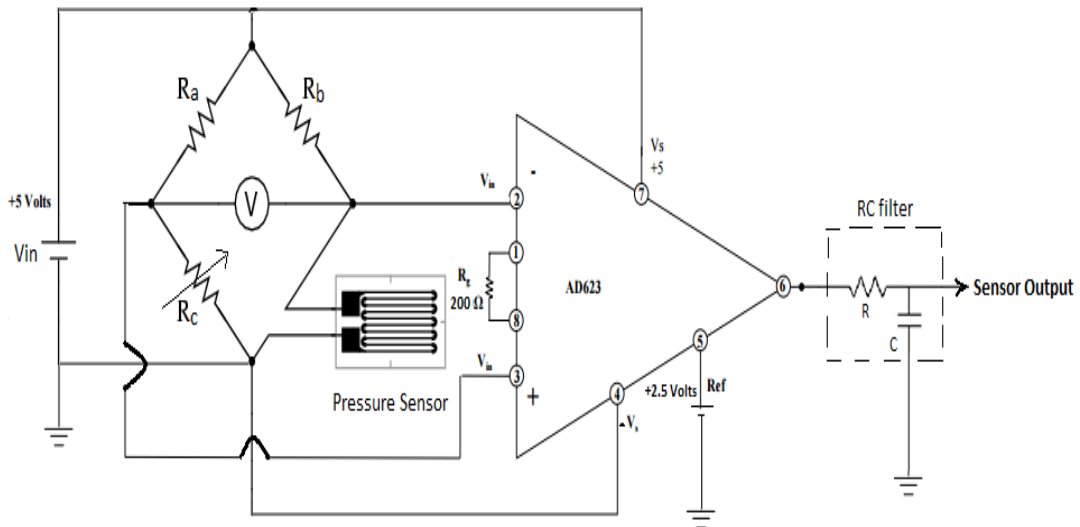 Ra
Rb
V
+5 Volts
Vin
Rc
Pressure Sensor
Vin
-
2
1
Rg
200 Ω
8
Vin
3
+
AD623
Vs
+5
7
6
5
+2.5 Volts
Ref
4
-Vs
RC filter
R
C
Sensor Output